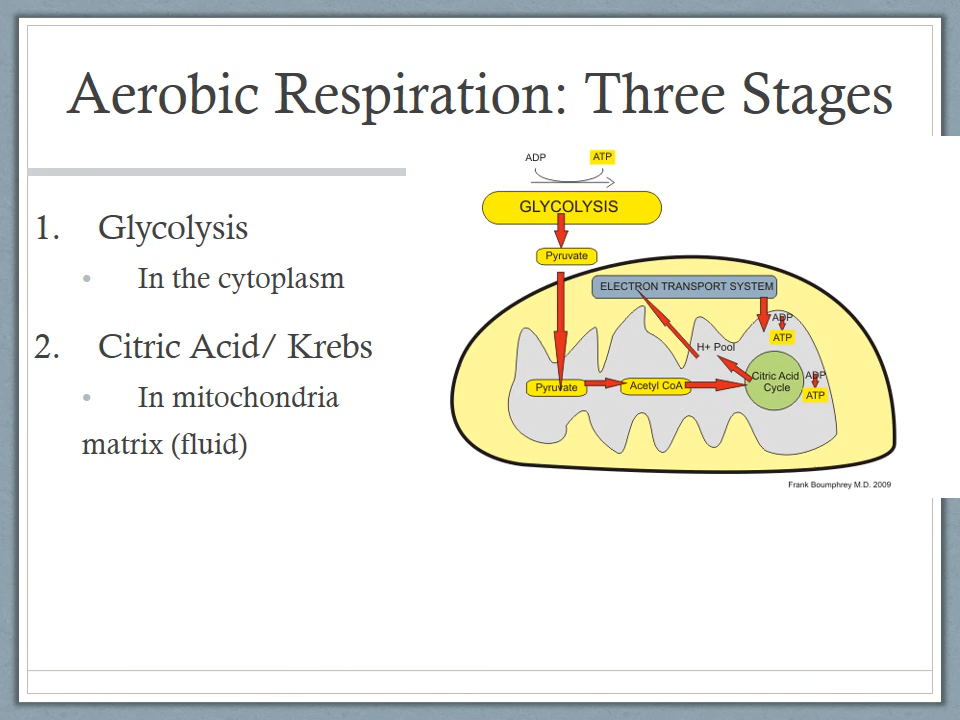 Aerobic Respiration: Three Stages
1. Glycolysis
• In the cytoplasm
2. Citric Acid/ Krebs
• In mitochondria
matrix (fluid)
ADP ATP
GLYCOLYSIS
Pyruvate
ELECTRON TRANSPORT SYSTEM
ADP
ATP
H+ Pool
Pyruvate
Acetyl CoA
Citric Acid
Cycle
ADP
ATP
Frank Boumphrey M.D. 2009